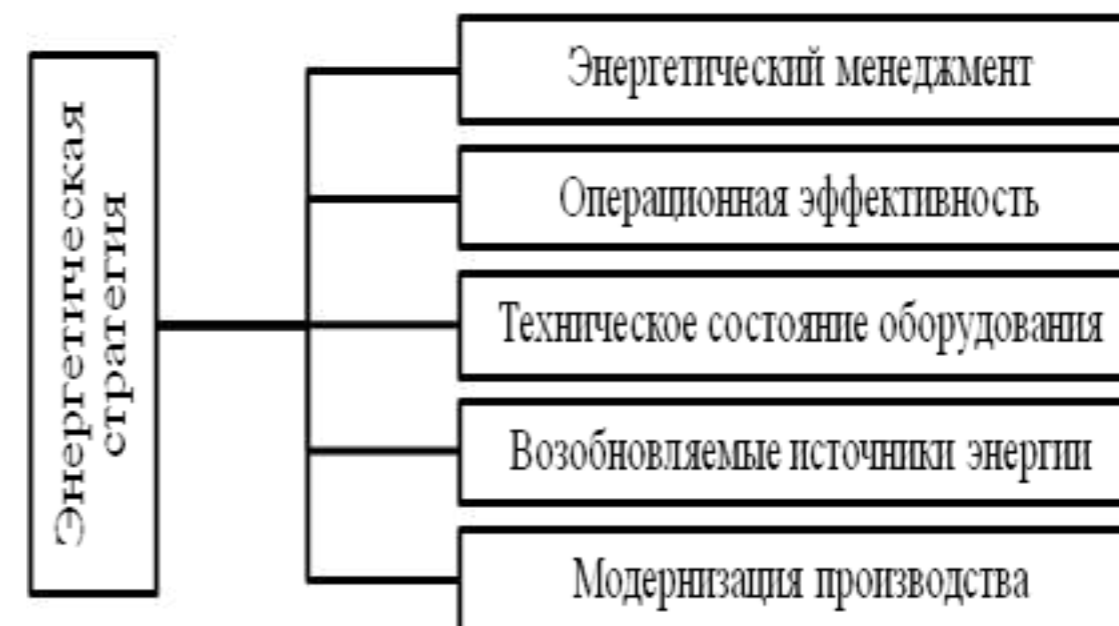 Энергетическая
стратегия
Энергетический менеджмент
Операционная эффективность
Техническое состояние оборудования
Возобновляемые источники энергии
Модернизация производства